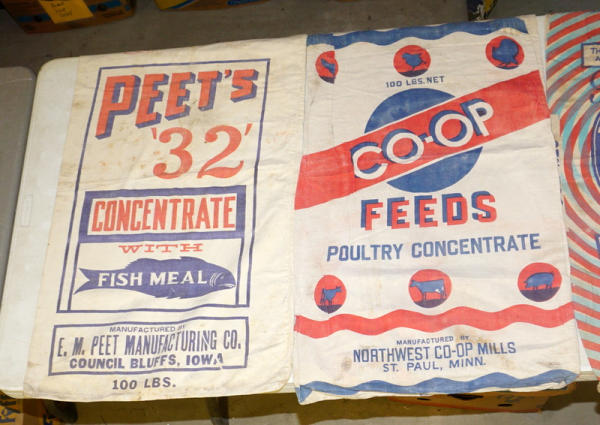 PEET'S
'32'
CONCENTRATE
WITH
FISH MEAL
MANUFACTURED BY
E. M. PEET MANUFACTURING CO.
COUNCIL BLUFFS, IOWA
100 LBS.
100 LBS. NET
CO-OP
FEEDS
POULTRY CONCENTRATE
MANUFACTURED BY
NORTHWEST CO-OP MILLS
ST. PAUL, MINN.